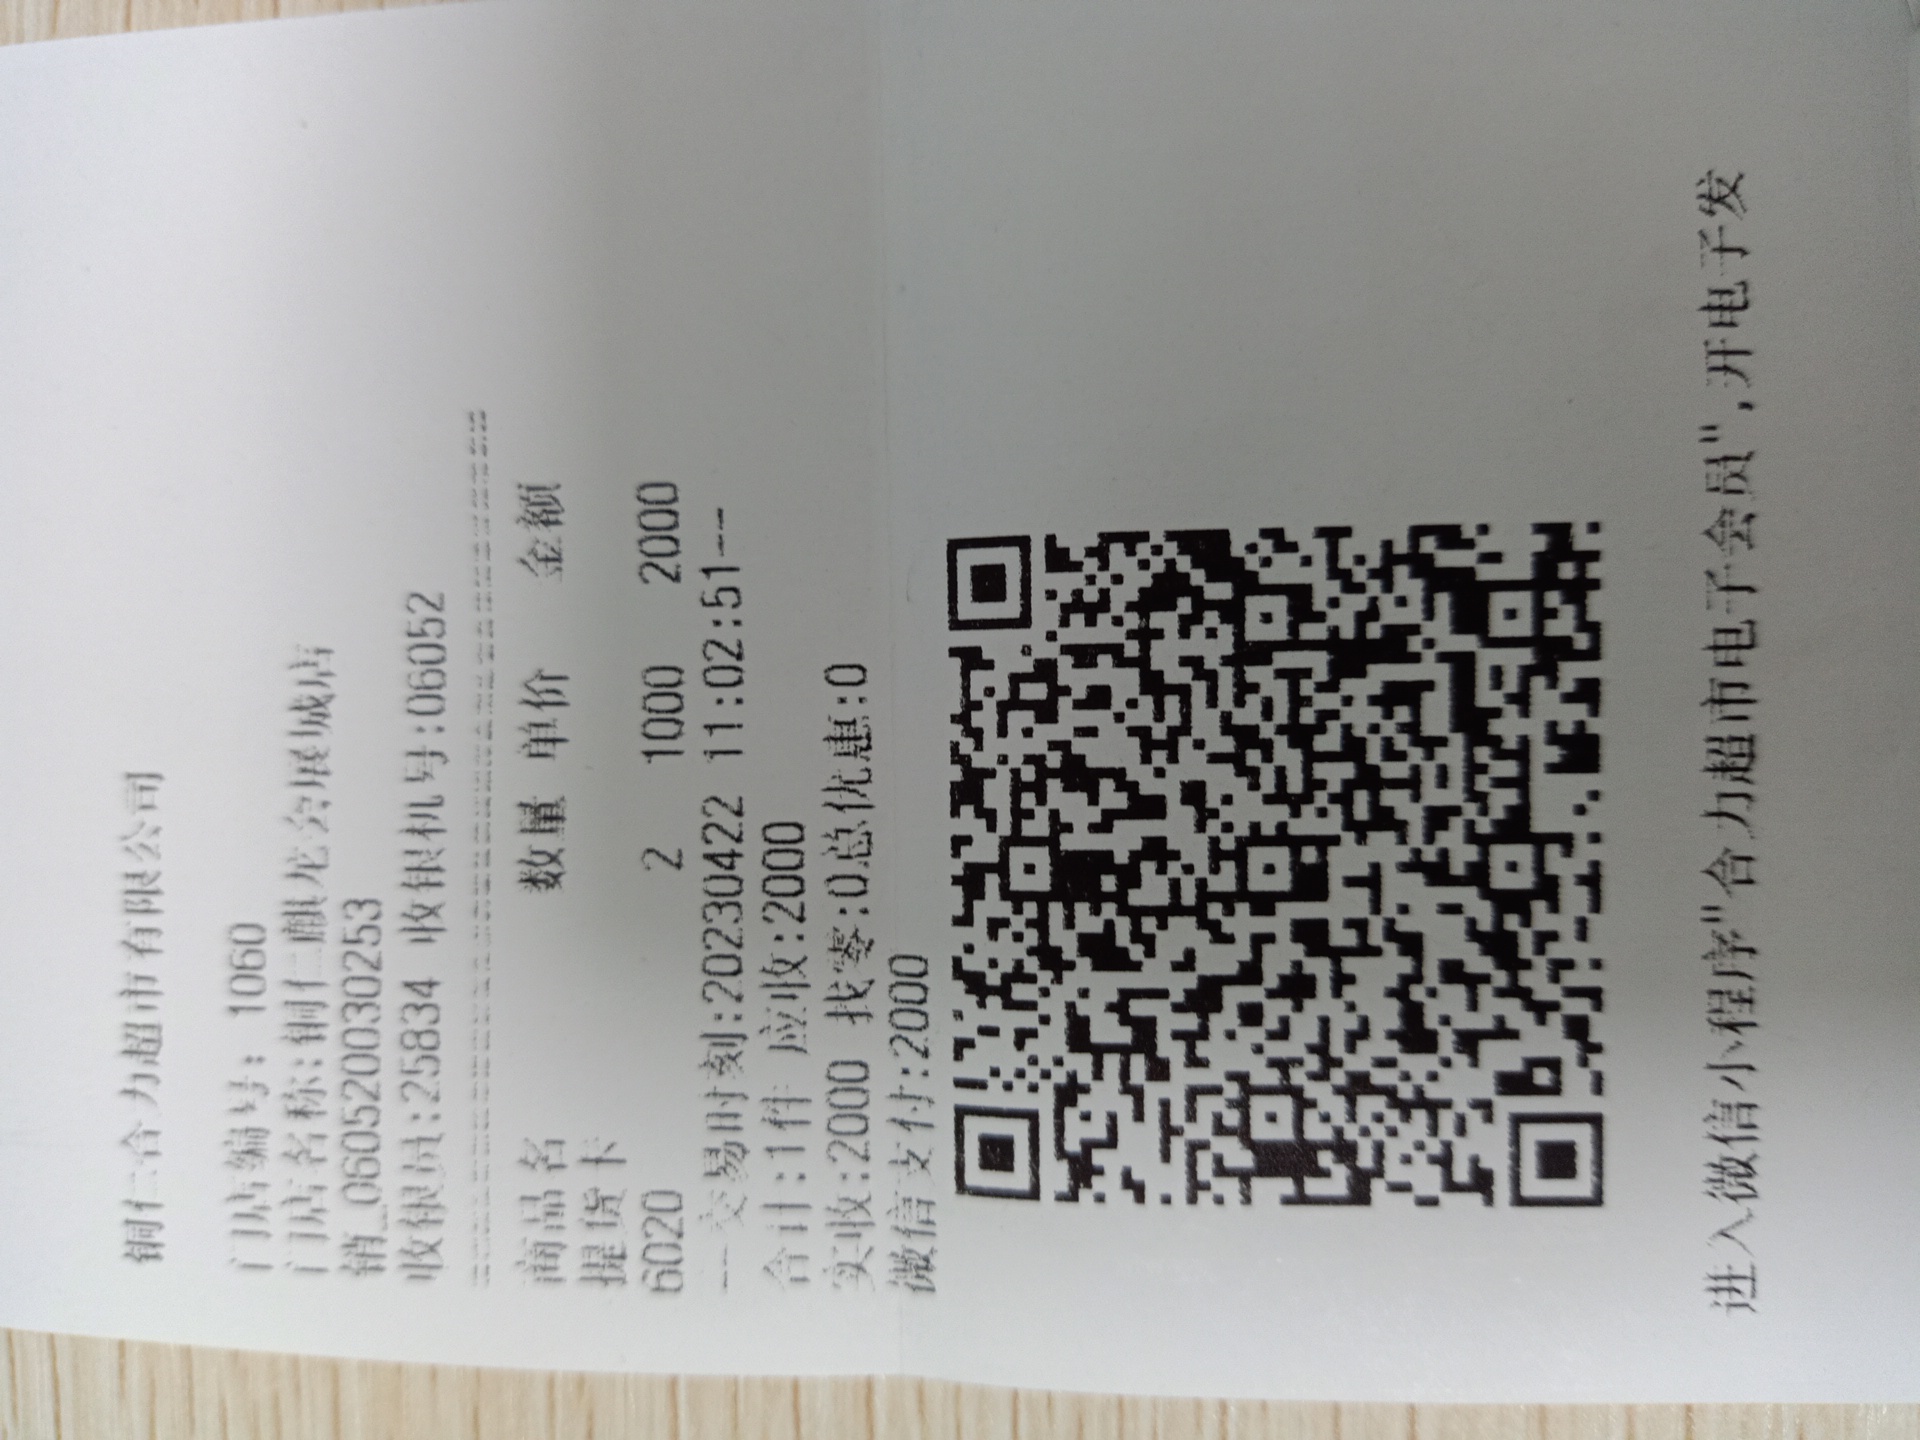 铜仁合力超市有限公司
门店编号: 1060
门店名称:铜仁麒龙会展城店
销_060520030253
收银员:25834 收银机号:06052
商品名 数量 单价 金额
提货卡
6020 2 1000 2000
--交易时刻:20230422 11:02:51--
合计:1件 应收:2000
实收:2000 找零:0总优惠:0
微信支付:2000
进入微信小程序"合力超市电子会员",开电子发